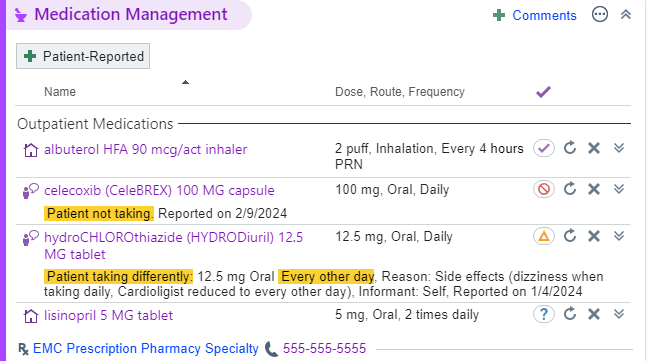 Medication Management
Comments
Patient-Reported
Name Dose, Route, Frequency
Outpatient Medications
albuterol HFA 90 mcg/act inhaler 2 puff, Inhalation, Every 4 hours
PRN
celecoxib (CeleBREX) 100 MG capsule 100 mg, Oral, Daily
Patient not taking. Reported on 2/9/2024
hydroCHLOROthiazide (HYDRODiuril) 12.5 12.5 mg, Oral, Daily
MG tablet
Patient taking differently: 12.5 mg Oral Every other day, Reason: Side effects (dizziness when
taking daily, Cardioligist reduced to every other day), Informant: Self, Reported on 1/4/2024
lisinopril 5 MG tablet 5 mg, Oral, 2 times daily
EMC Prescription Pharmacy Specialty 555-555-5555